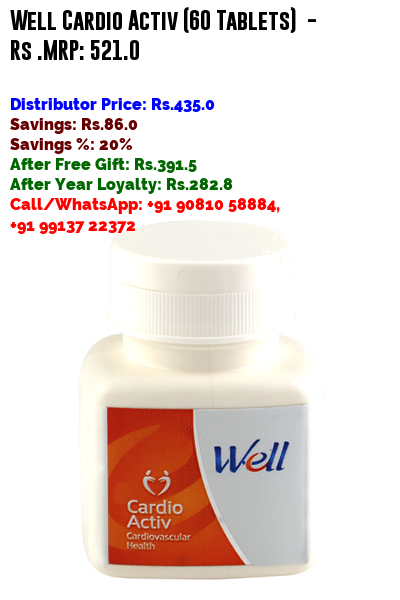 Well Cardio Activ (60 Tablets) -
Rs .MRP: 521.0
Distributor Price: Rs.435.0
Savings: Rs.86.0
Savings %: 20%
After Free Gift: Rs.391.5
After Year Loyalty: Rs.282.8
Call/WhatsApp: +91 90810 58884,
+91 99137 22372
Well
Cardio
Activ
Cardiovascular
Health